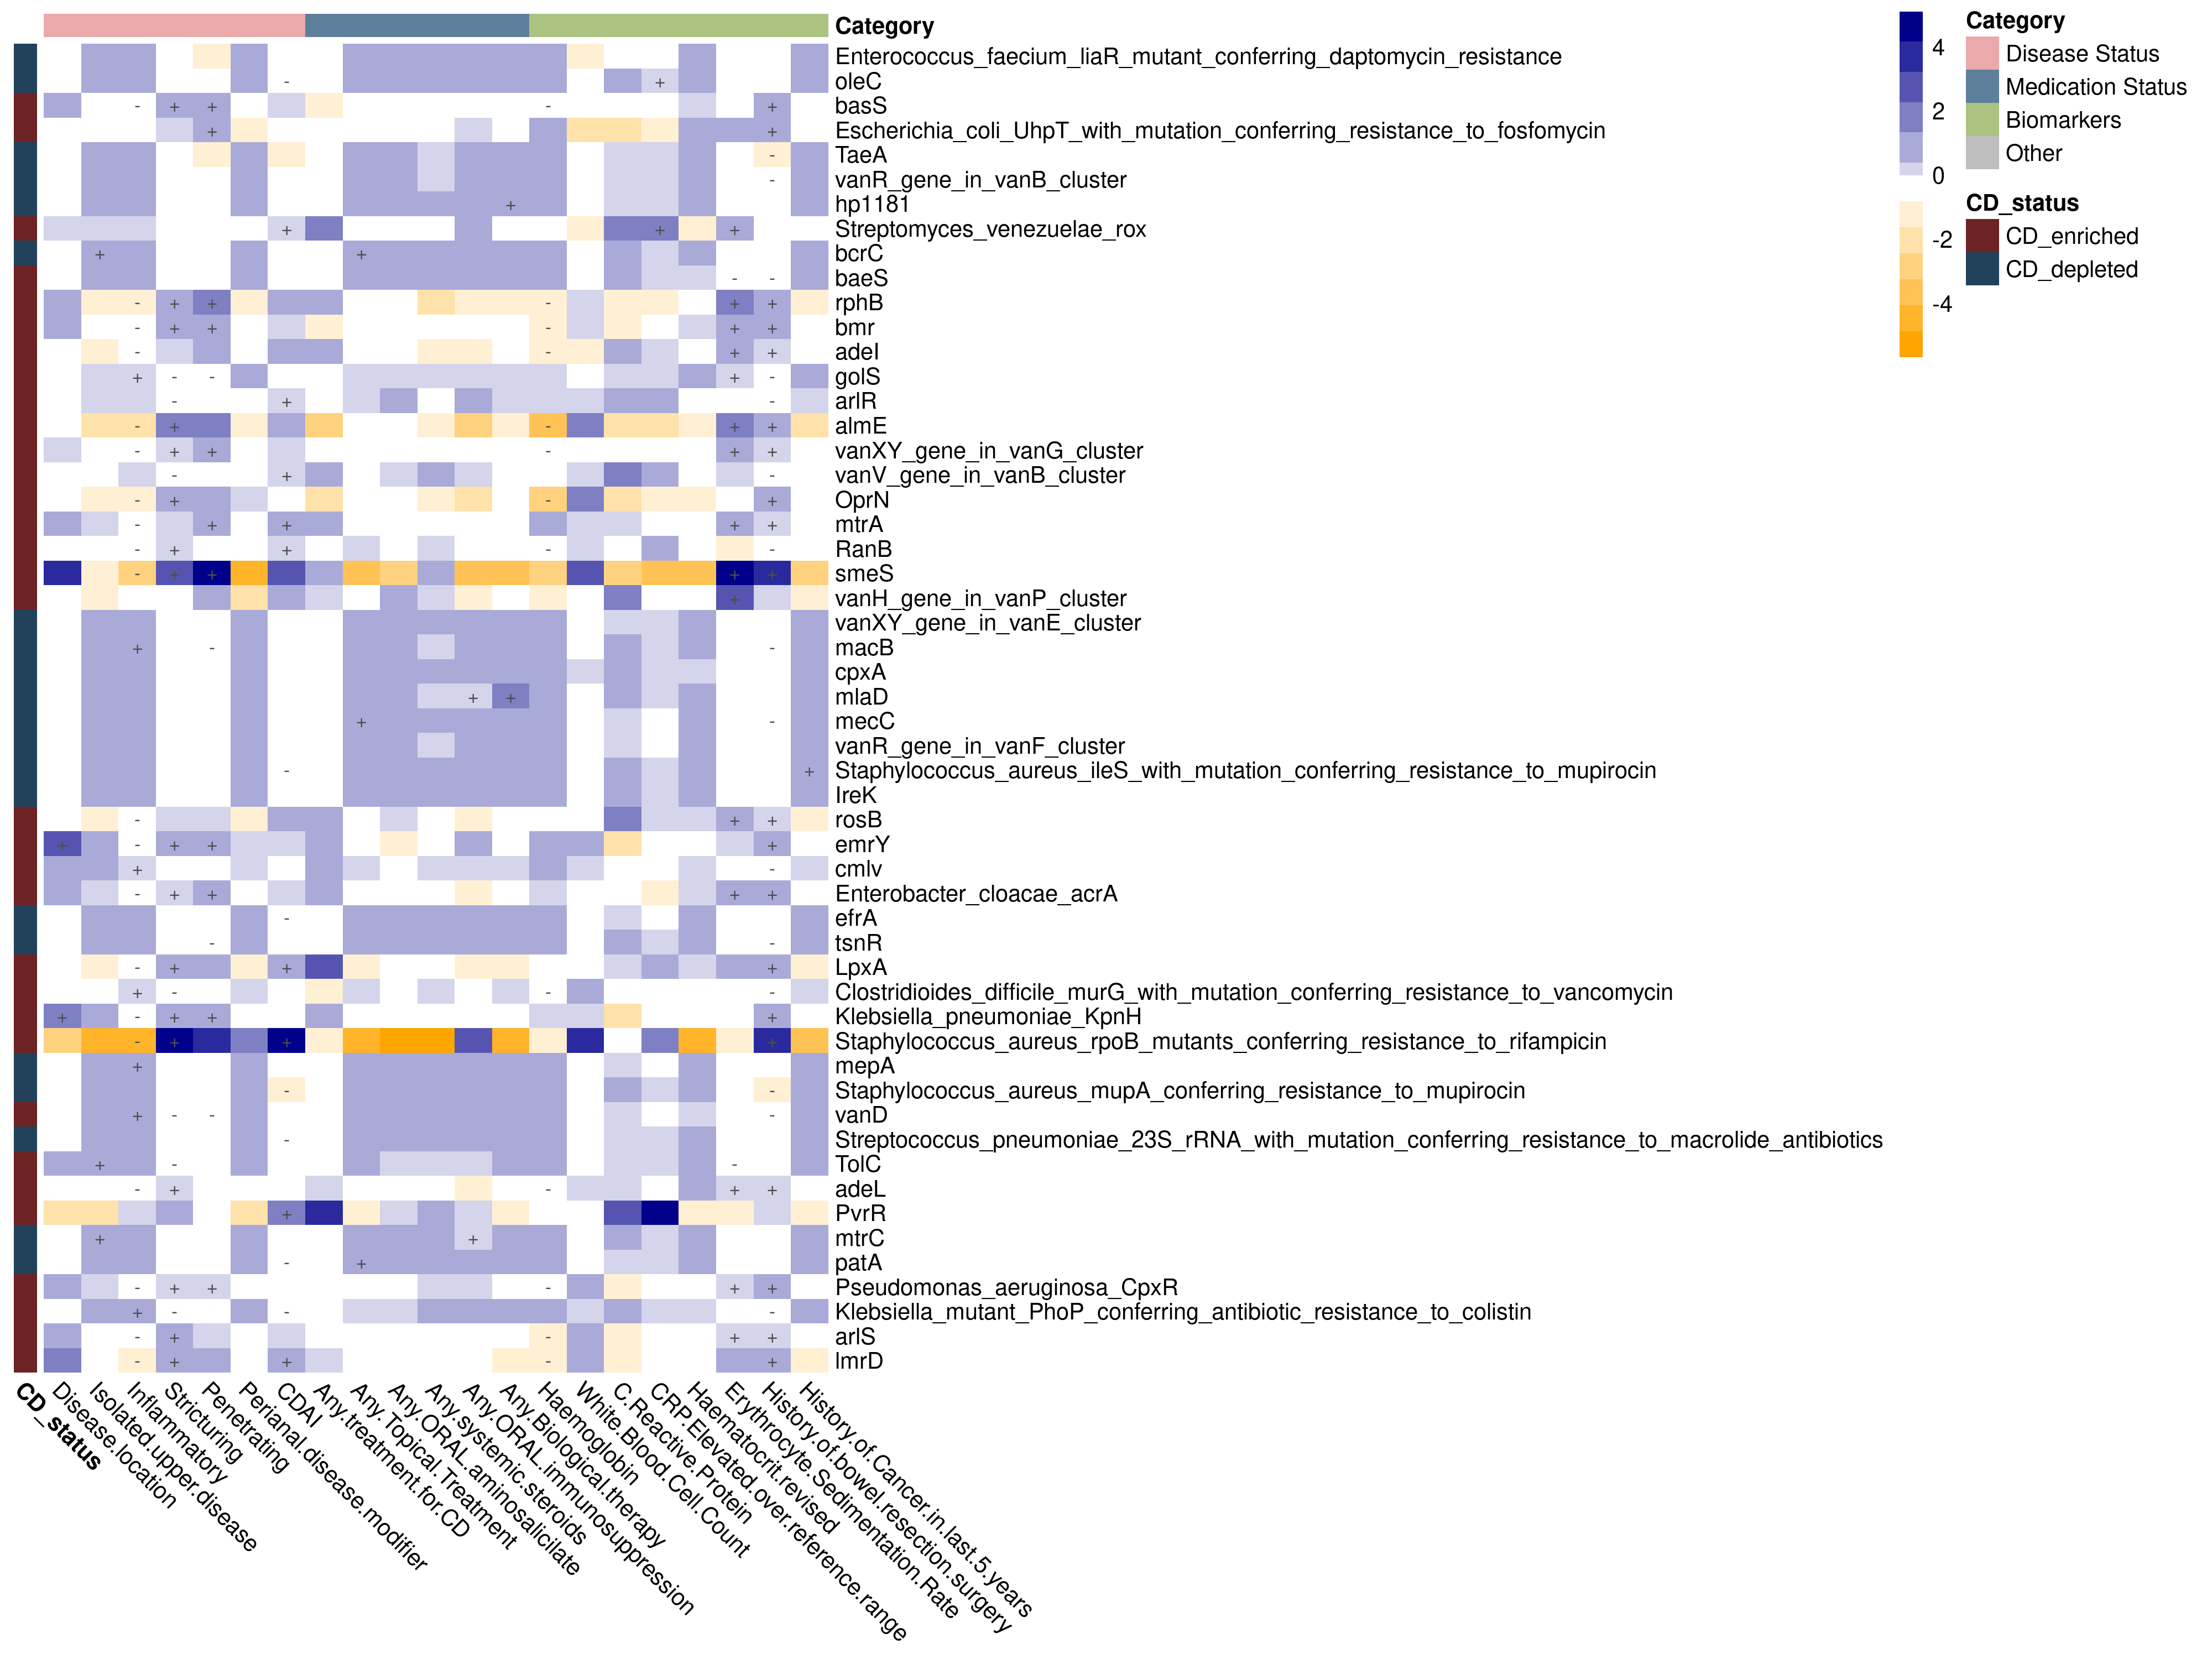 Category
Enterococcus_faecium_liaR_mutant_conferring_daptomycin_resistance
oleC
basS
Escherichia_coli_UhpT_with_mutation_conferring_resistance_to_fosfomycin
TaeA
vanR_gene_in_vanB_cluster
hp1181
Streptomyces_venezuelae_rox
bcrC
baeS
rphB
bmr
adeI
golS
arlR
almE
vanXY_gene_in_vanG_cluster
vanV_gene_in_vanB_cluster
OprN
mtrA
RanB
smeS
vanH_gene_in_vanP_cluster
vanXY_gene_in_vanE_cluster
macB
cpxA
mlaD
mecC
vanR_gene_in_vanF_cluster
Staphylococcus_aureus_ileS_with_mutation_conferring_resistance_to_mupirocin
IreK
rosB
emrY
cmlv
Enterobacter_cloacae_acrA
efrA
tsnR
LpxA
Clostridioides_difficile_murG_with_mutation_conferring_resistance_to_vancomycin
Klebsiella_pneumoniae_KpnH
Staphylococcus_aureus_rpoB_mutants_conferring_resistance_to_rifampicin
mepA
Staphylococcus_aureus_mupA_conferring_resistance_to_mupirocin
vanD
Streptococcus_pneumoniae_23S_rRNA_with_mutation_conferring_resistance_to_macrolide_antibiotics
TolC
adeL
PvrR
mtrC
patA
Pseudomonas_aeruginosa_CpxR
Klebsiella_mutant_PhoP_conferring_antibiotic_resistance_to_colistin
arlS
lmrD
CD_status
Disease.location
Isolated.upper.disease
Inflammatory
Stricturing
Penetrating
Perianal.disease.modifier
CDAI
Any.treatment.for.CD
Any.Topical.Treatment
Any.ORAL.aminosalicilate
Any.systemic.steroids
Any.ORAL.immunosuppression
Any.Biological.therapy
Haemoglobin
White.Blood.Cell.Count
C.Reactive.Protein
CRP.Elevated.over.reference.range
Haematocrit.revised
Erythrocyte.Sedimentation.Rate
History.of.bowel.resection.surgery
History.of.Cancer.in.last.5.years
4
2
0
-2
-4
Category
Disease Status
Medication Status
Biomarkers
Other
CD_status
CD_enriched
CD_depleted